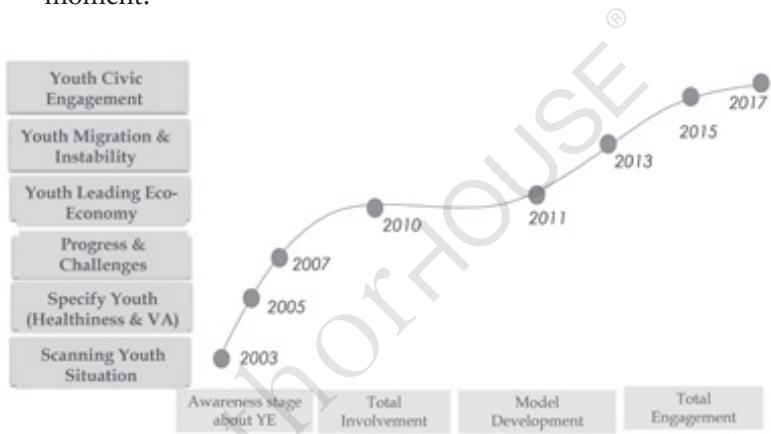 moment.
Youth Civic
Engagement
Youth Migration &
Instability
Youth Leading Eco-
Economy
Progress &
Challenges
Specify Youth
(Healthiness & VA)
Scanning Youth
Situation
2003
2005
2007
2010
2011
2013
2015
2017
Awareness stage
about YE
Total
Involvement
Model
Development
Total
Engagement
thorHOUSE®